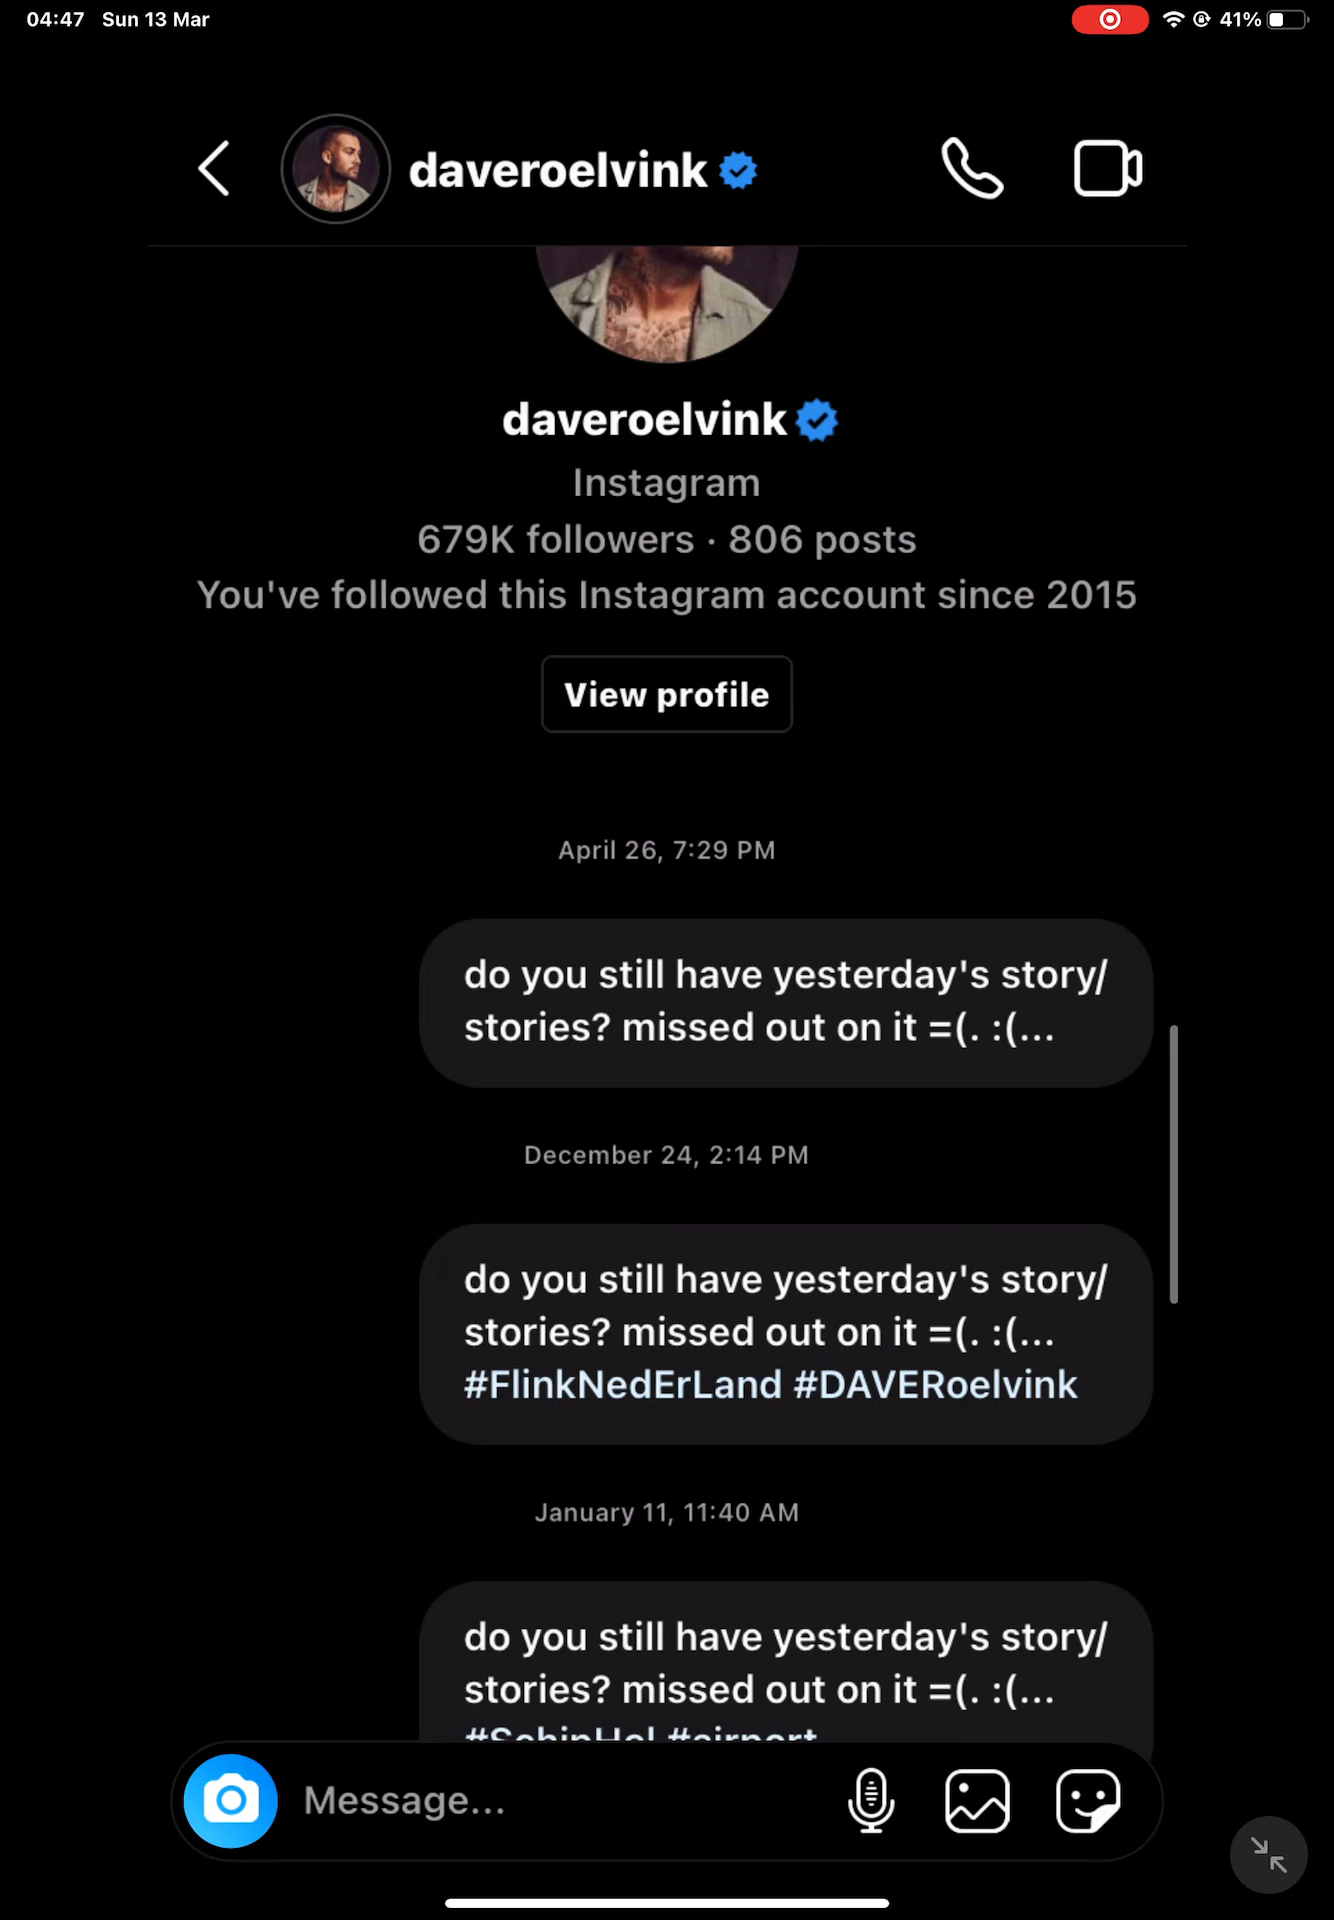 04:47 Sun 13 Mar 41%
daveroelvink
daveroelvink
Instagram
679K followers · 806 posts
You've followed this Instagram account since 2015
View profile
April 26, 7:29 PM
do you still have yesterday's story/
stories? missed out on it =(. :(...
December 24, 2:14 PM
do you still have yesterday's story/
stories? missed out on it =(. :(...
#FlinkNedErLand #DAVERoelvink
January 11, 11:40 AM
do you still have yesterday's story/
stories? missed out on it =(. :(...
#SchipHol #airport
Message...